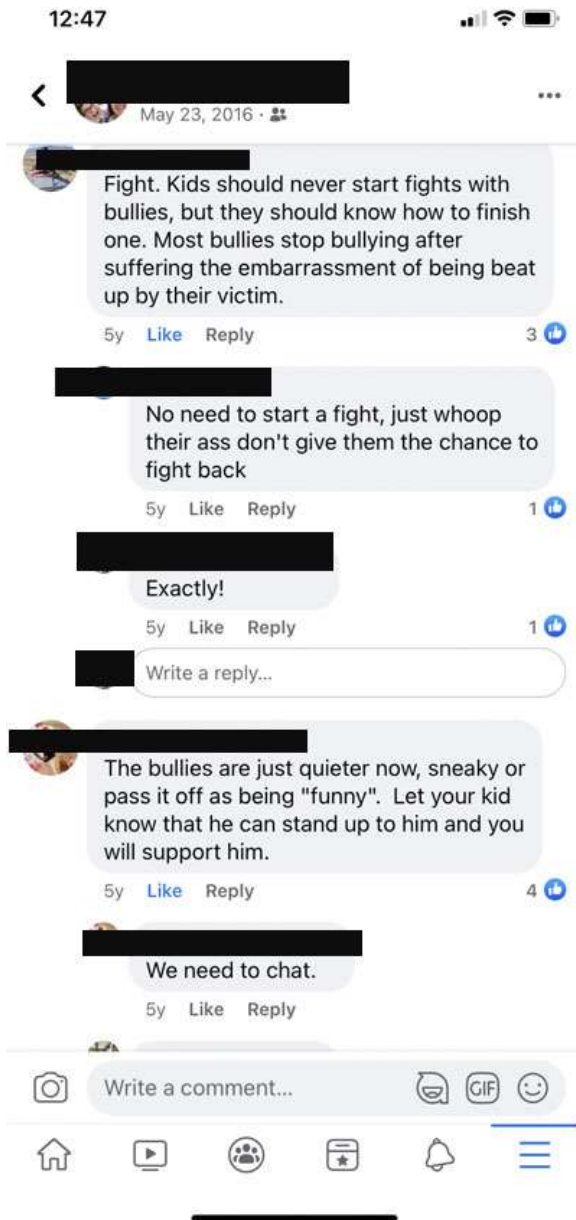 12:47
May 23, 2016 ·
Fight. Kids should never start fights with
bullies, but they should know how to finish
one. Most bullies stop bullying after
suffering the embarrassment of being beat
up by their victim.
5y Like Reply 3
No need to start a fight, just whoop
their ass don't give them the chance to
fight back
5y Like Reply 1
Exactly!
5y Like Reply 1
Write a reply...
The bullies are just quieter now, sneaky or
pass it off as being "funny".  Let your kid
know that he can stand up to him and you
will support him.
5y Like Reply 4
We need to chat.
5y Like Reply
Write a comment...
GIF